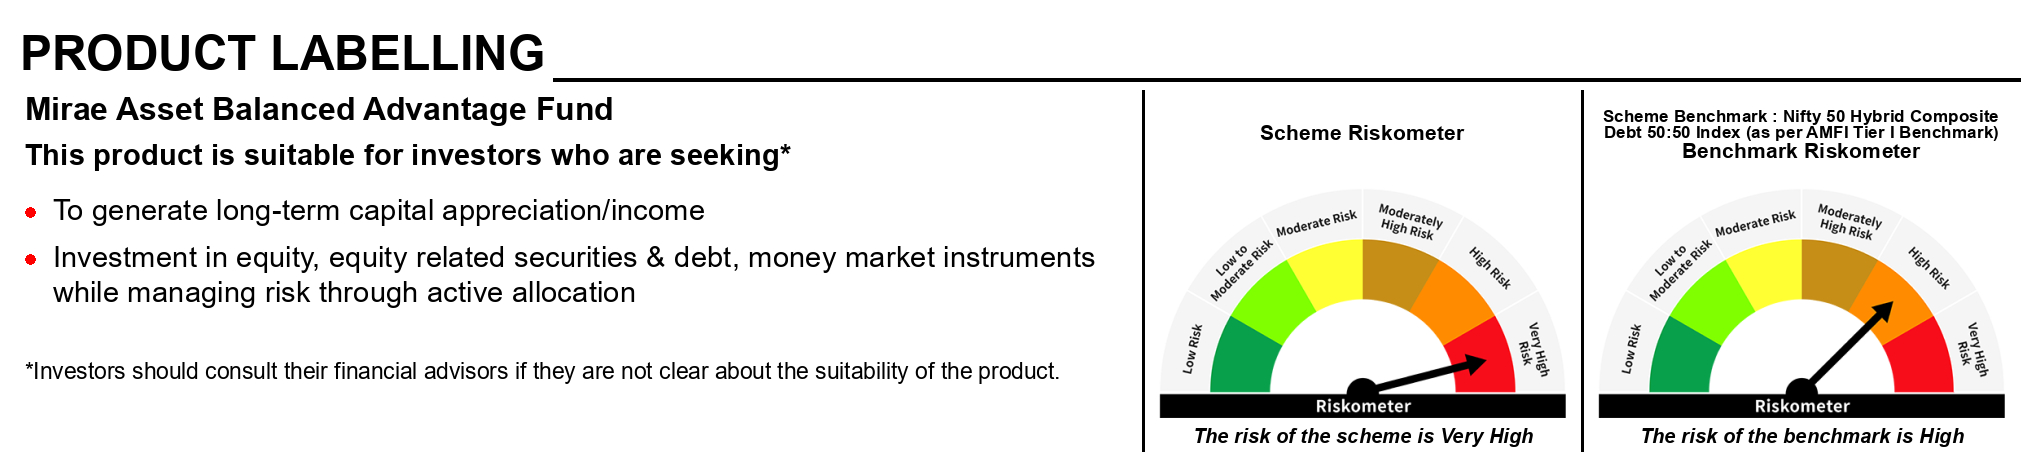 PRODUCT LABELLING
Mirae Asset Balanced Advantage Fund
This product is suitable for investors who are seeking*
• To generate long-term capital appreciation/income
• Investment in equity, equity related securities & debt, money market instruments
while managing risk through active allocation
*Investors should consult their financial advisors if they are not clear about the suitability of the product.
Scheme Riskometer
Low Risk
Low to
Moderate Risk
Moderate Risk
Moderately
High Risk
High Risk
Very High
Risk
Riskometer
The risk of the scheme is Very High
Scheme Benchmark : Nifty 50 Hybrid Composite
Debt 50:50 Index (as per AMFI Tier I Benchmark)
Benchmark Riskometer
Low Risk
Low to
Moderate Risk
Moderate Risk
Moderately
High Risk
High Risk
Very High
Risk
Riskometer
The risk of the benchmark is High